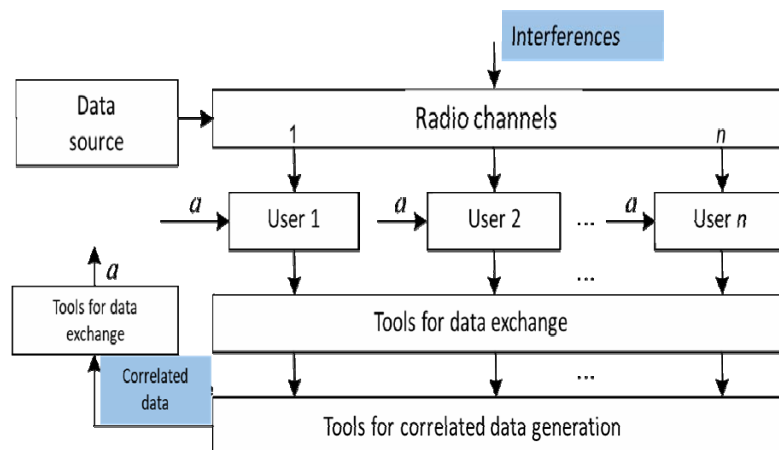 Interferences
Data
source
Radio channels
1
n
a
User 1
a
User 2
...
a
User n
a
...
Tools for data
exchange
Tools for data exchange
Correlated
data
...
Tools for correlated data generation